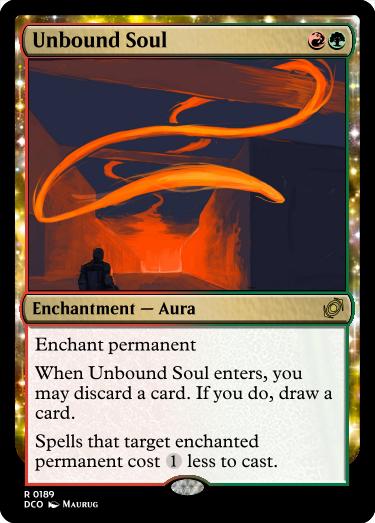 Unbound Soul
Enchantment — Aura
Enchant permanent
When Unbound Soul enters, you
may discard a card. If you do, draw a
card.
Spells that target enchanted
permanent cost 1 less to cast.
R 0189
DCO Maurug